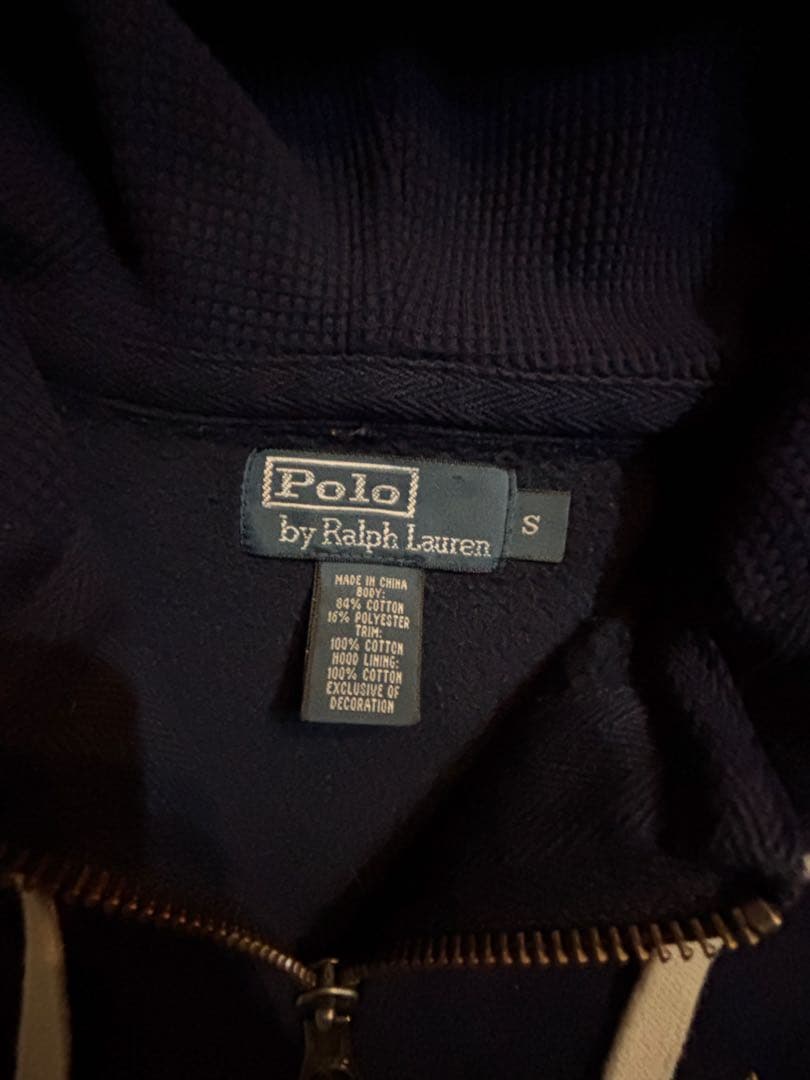 Polo
by Ralph Lauren
S
MADE IN CHINA
BODY:
84% COTTON
16% POLYESTER
TRIM:
100% COTTON
HOOD LINING:
100% COTTON
EXCLUSIVE OF
DECORATION